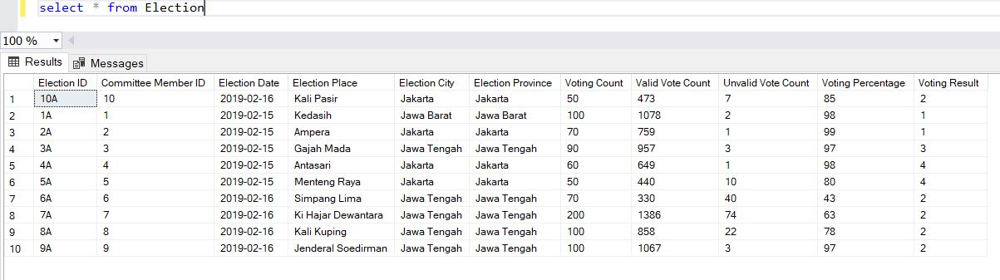 select * from Election
100 %
Results Messages
Election ID Committee Member ID Election Date Election Place Election City Election Province Voting Count Valid Vote Count Unvalid Vote Count Voting Percentage Voting Result
1 10A 10 2019-02-16 Kali Pasir Jakarta Jakarta 50 473 7 85 2
2 1A 1 2019-02-15 Kedasih Jawa Barat Jawa Barat 100 1078 2 98 1
3 2A 2 2019-02-15 Ampera Jakarta Jakarta 70 759 1 99 1
4 3A 3 2019-02-15 Gajah Mada Jawa Tengah Jawa Tengah 90 957 3 97 3
5 4A 4 2019-02-15 Antasari Jakarta Jakarta 60 649 1 98 4
6 5A 5 2019-02-15 Menteng Raya Jakarta Jakarta 50 440 10 80 4
7 6A 6 2019-02-16 Simpang Lima Jawa Tengah Jawa Tengah 70 330 40 43 2
8 7A 7 2019-02-16 Ki Hajar Dewantara Jawa Tengah Jawa Tengah 200 1386 74 63 2
9 8A 8 2019-02-16 Kali Kuping Jawa Tengah Jawa Tengah 100 858 22 78 2
10 9A 9 2019-02-16 Jenderal Soedirman Jawa Tengah Jawa Tengah 100 1067 3 97 2